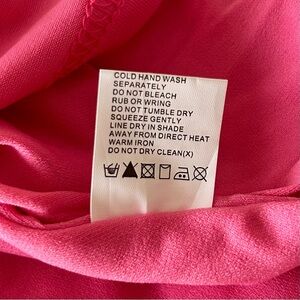 COLD HAND WASH
SEPARATELY
DO NOT BLEACH
RUB OR WRING
DO NOT TUMBLE DRY
SQUEEZE GENTLY
LINE DRY IN SHADE
AWAY FROM DIRECT HEAT
WARM IRON
DO NOT DRY CLEAN(X)